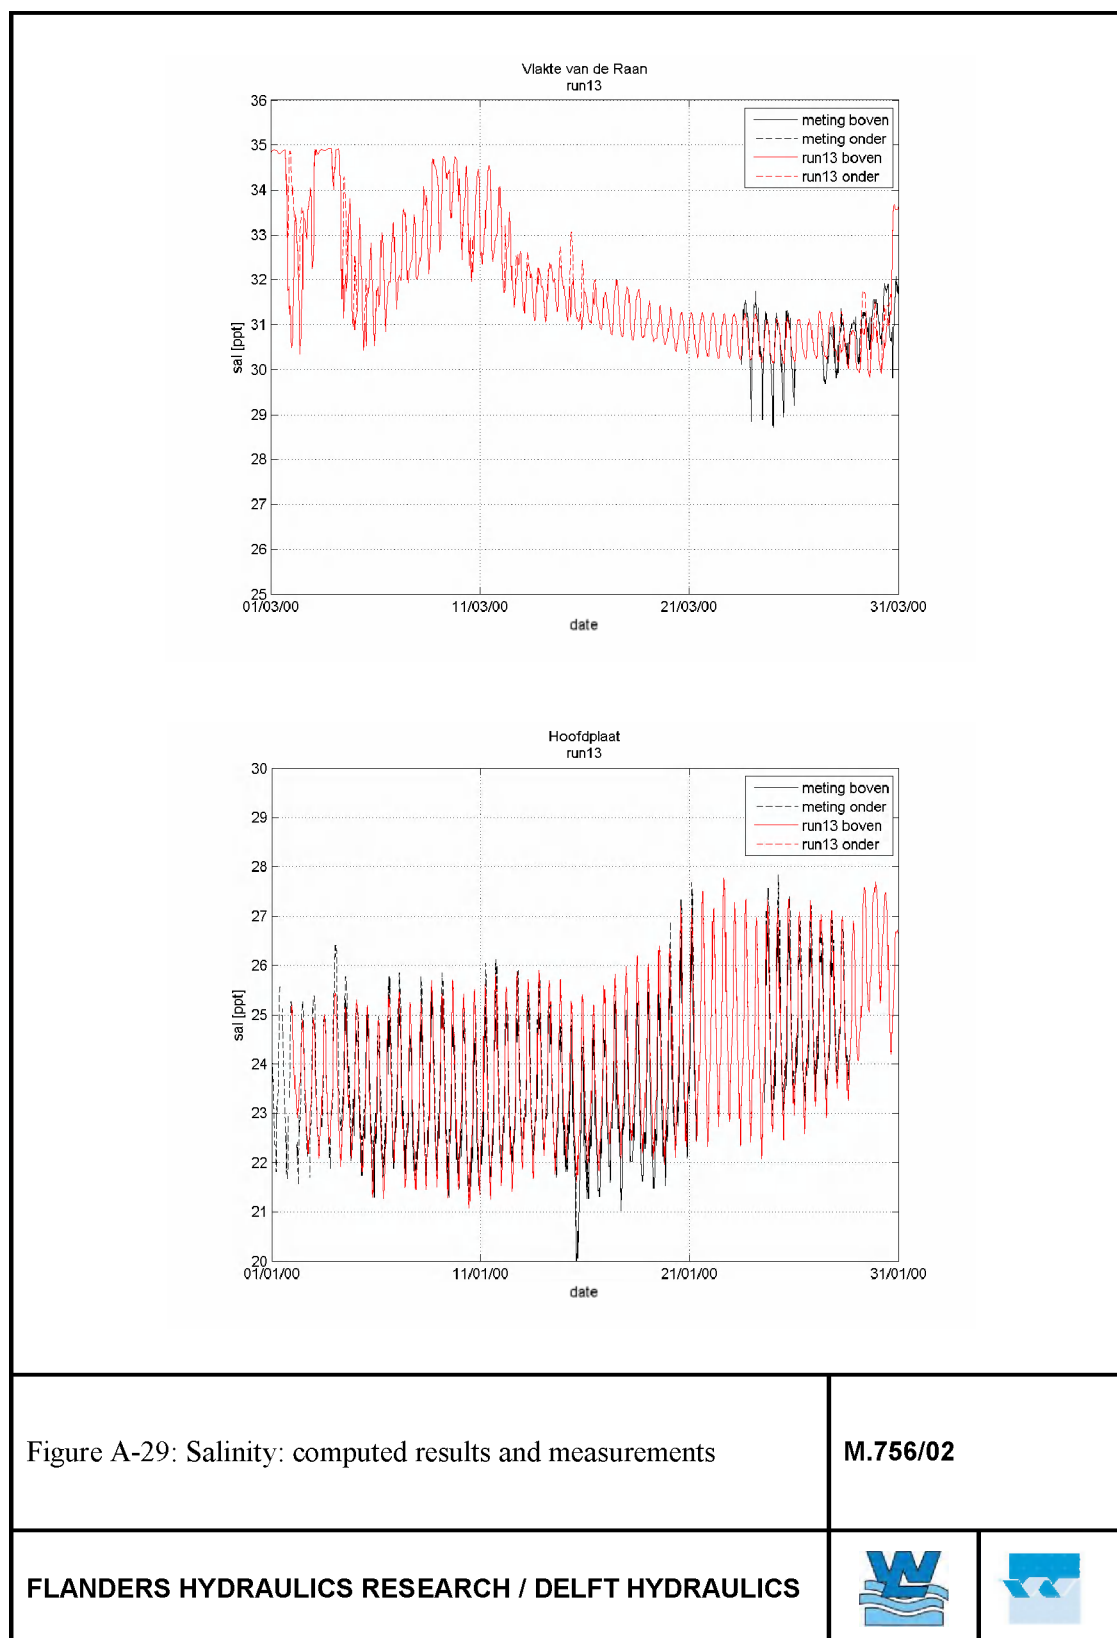 Vlakte van de Raan
run13
36
35
34
33
32
31
30
29
28
27
26
25
sal [ppt]
01/03/00
11/03/00
21/03/00
31/03/00
date
meting boven
meting onder
run13 boven
run13 onder
Hoofdplaat
run13
30
29
28
27
26
25
24
23
22
21
20
sal [ppt]
01/01/00
11/01/00
21/01/00
31/01/00
date
meting boven
meting onder
run13 boven
run13 onder
Figure A-29: Salinity: computed results and measurements
M.756/02
FLANDERS HYDRAULICS RESEARCH / DELFT HYDRAULICS